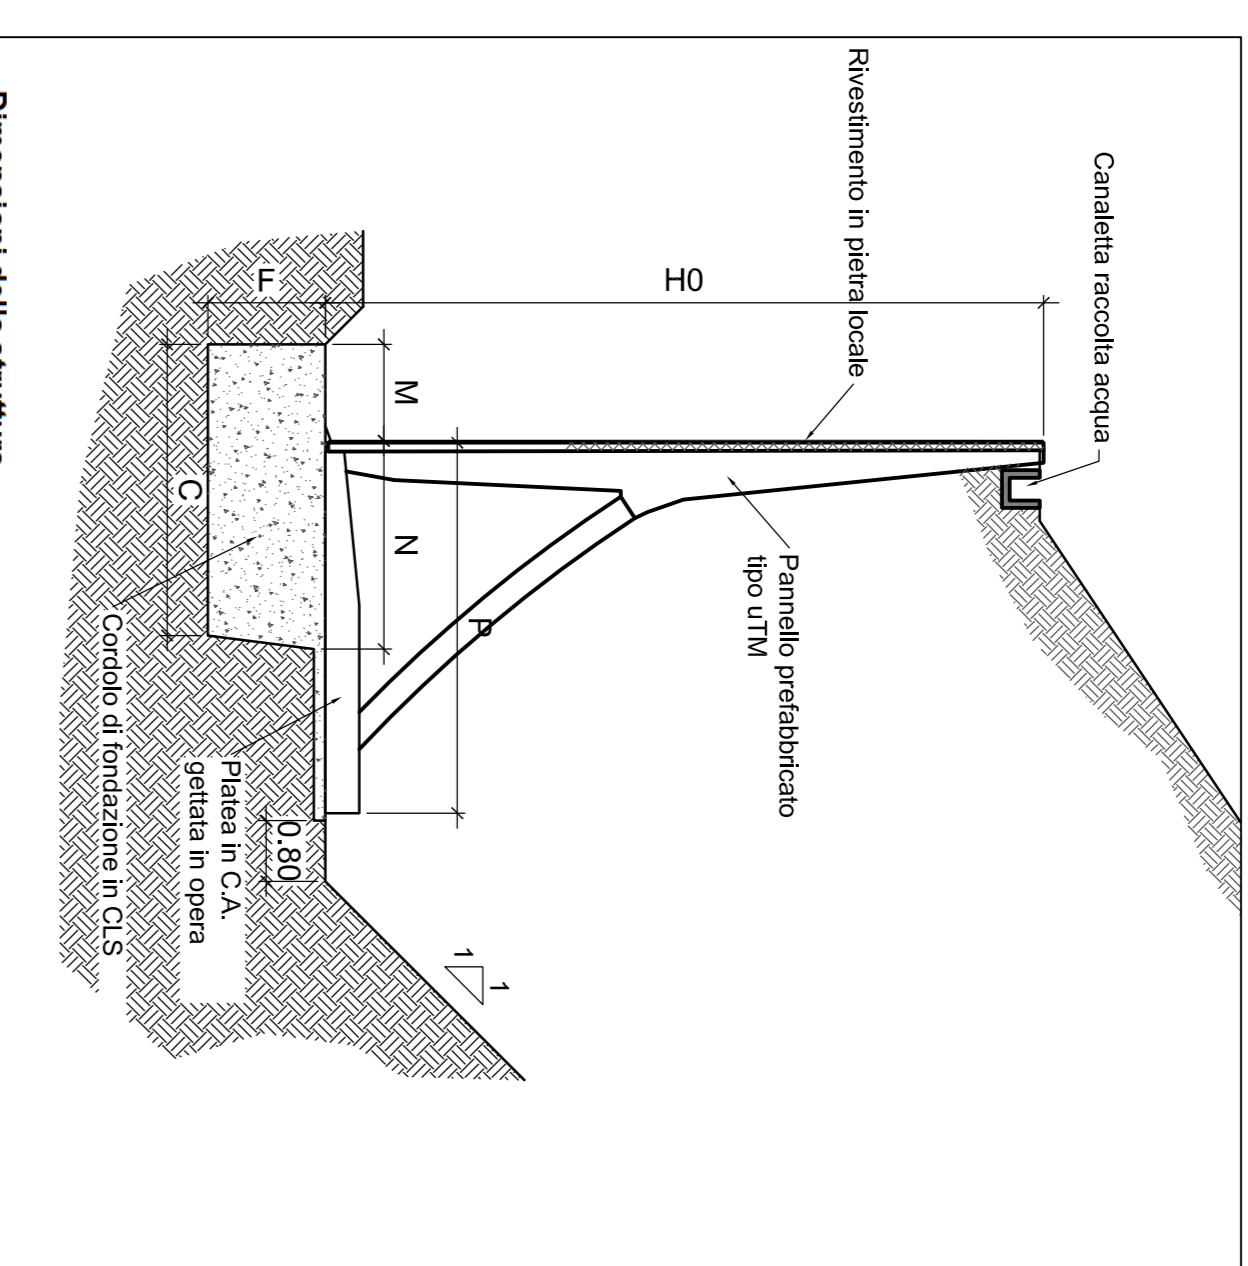 Canaletta raccolta acqua
Rivestimento in pietra locale
H0
Pannello prefabbricato
tipo uTM
P
M
N
1
1
F
0.80
C
Platea in C.A.
gettata in opera
Cordolo di fondazione in CLS